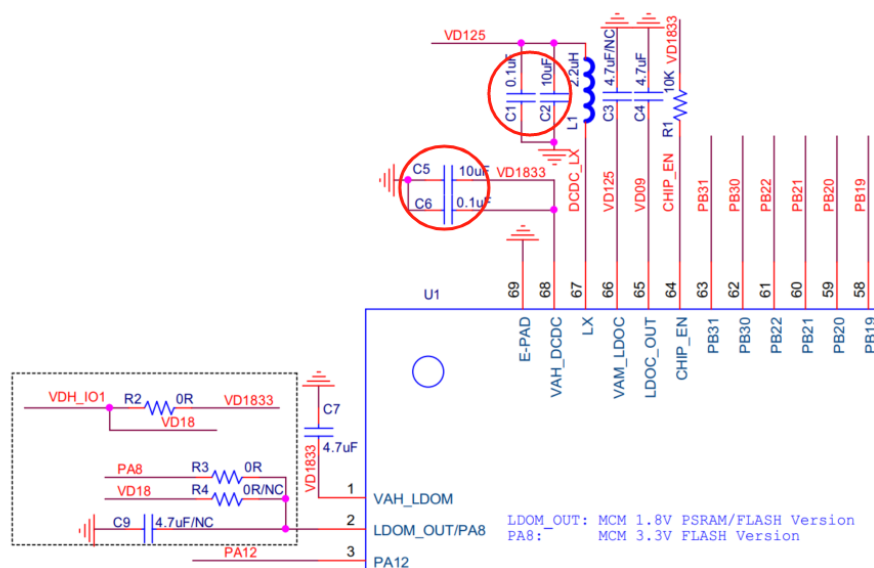 VD125
0.1uF
C1
10uF
C2
2.2uH
L1
4.7uF/NC
C3
4.7uF
C4
VD1833
10K
R1
C5
10uF
VD1833
C6
0.1uF
DCDC_LX
VD125
VD09
CHIP_EN
PB31
PB30
PB22
PB21
PB20
PB19
69
68
67
66
65
64
63
62
61
60
59
58
U1
E-PAD
VAH_DCDC
LX
VAM_LDOC
LDOC_OUT
CHIP_EN
PB31
PB30
PB22
PB21
PB20
PB19
VDH_IO1
R2
0R
VD1833
VD18
C7
4.7uF
VD1833
PA8
R3
0R
VD18
R4
0R/NC
C9
4.7uF/NC
1
VAH_LDOM
2
LDOM_OUT/PA8
PA12
3
PA12
LDOM_OUT: MCM 1.8V PSRAM/FLASH Version
PA8: MCM 3.3V FLASH Version